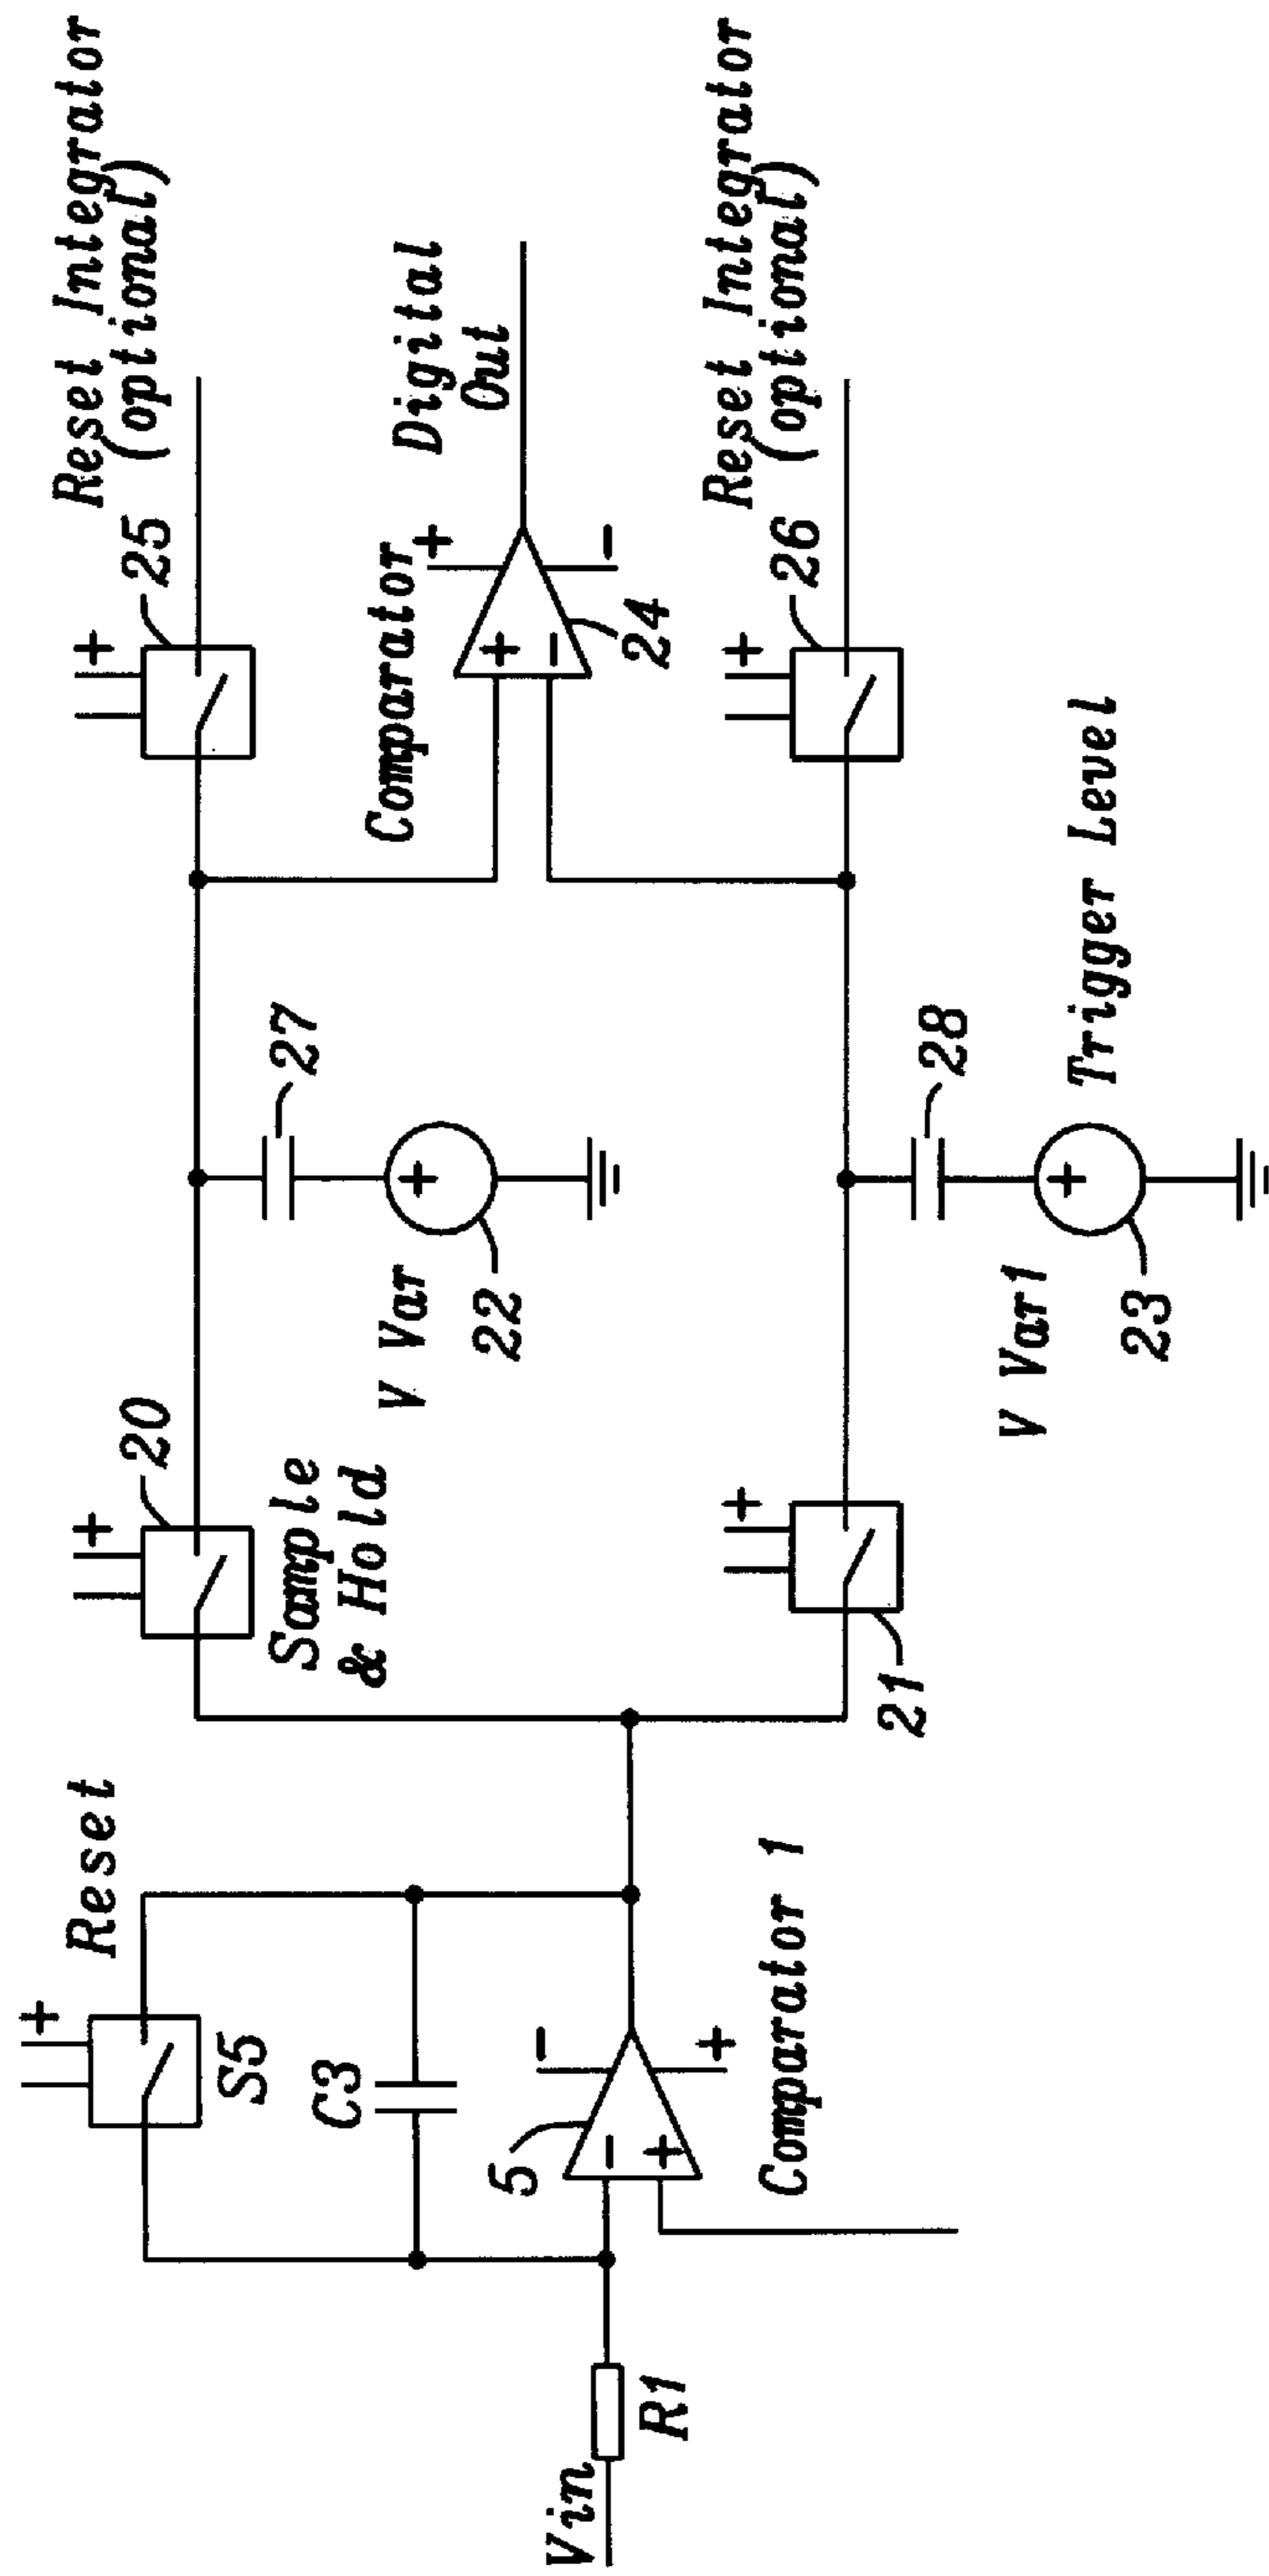 Vin
R1
S5
Reset
C3
5
−
+
−
+
+
Comparator 1
20
+
Sample
& Hold
21
+
27
V Var
+
22
28
V Var1
+
23
Trigger Level
25
+
Reset Integrator
(optional)
Comparator
+
−
+
−
24
Digital
Out
26
+
Reset Integrator
(optional)